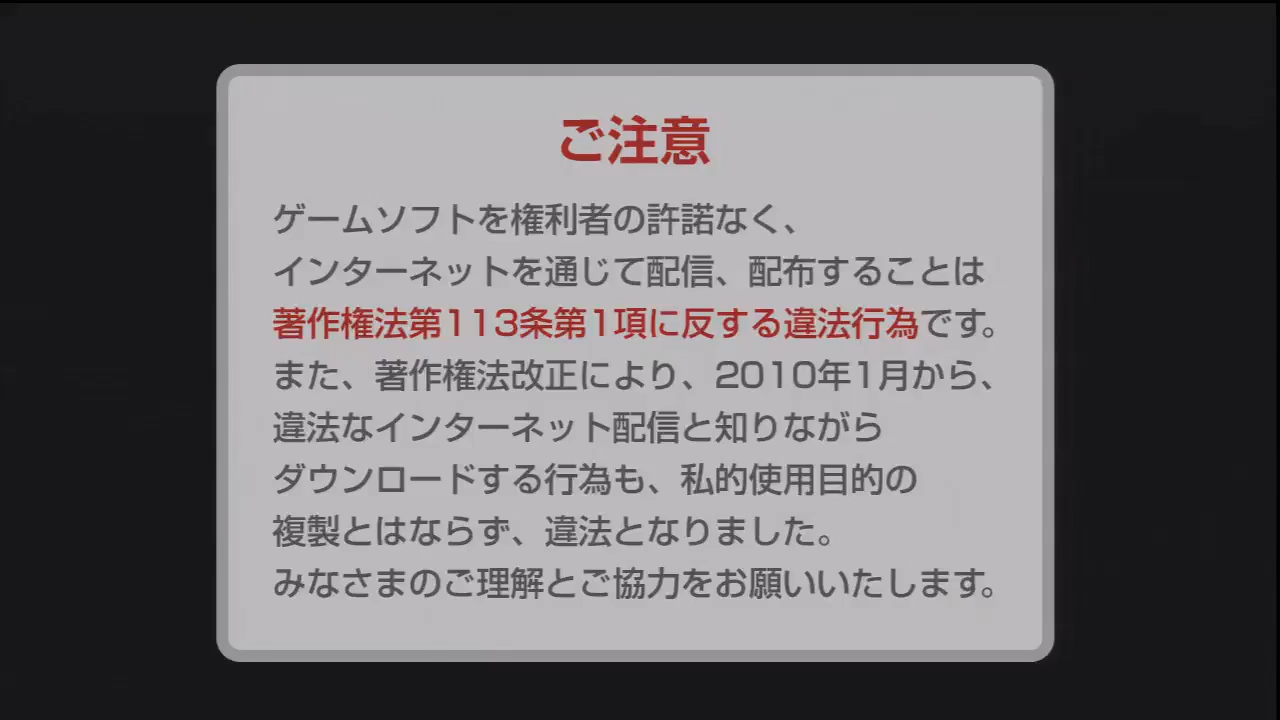 ご注意
ゲームソフトを権利者の許諾なく、
インターネットを通じて配信、配布することは
著作権法第113条第1項に反する違法行為です。
また、著作権法改正により、2010年1月から、
違法なインターネット配信と知りながら
ダウンロードする行為も、私的使用目的の
複製とはならず、違法となりました。
みなさまのご理解とご協力をお願いいたします。